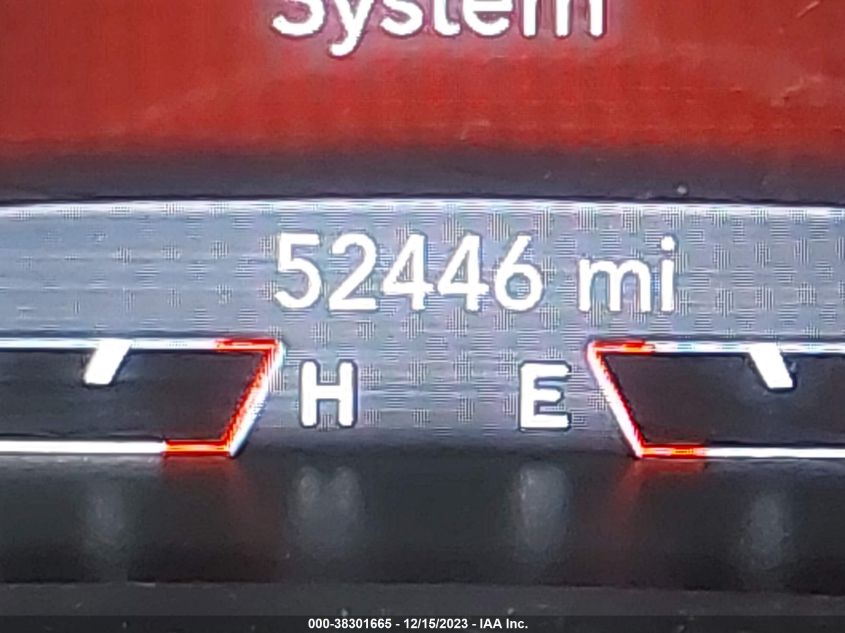 System
52446 mi
H E
000-38301665 - 12/15/2023 - IAA Inc.